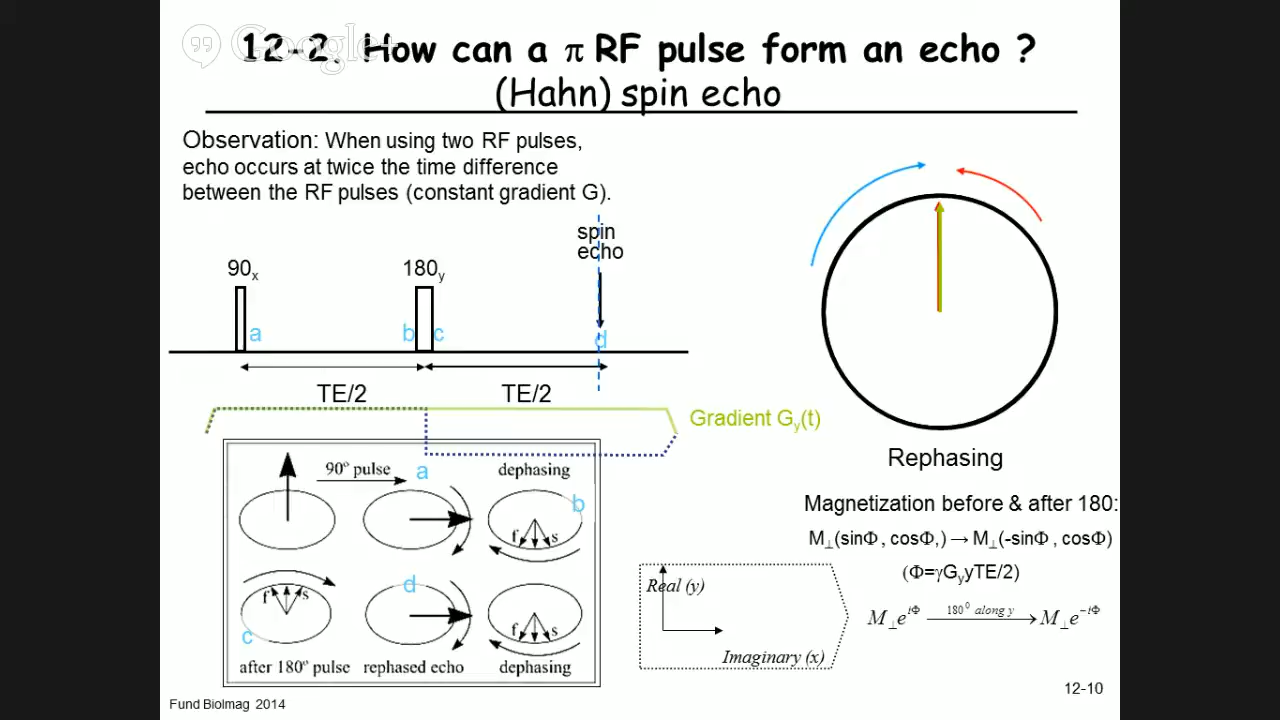 Google+
12-2. How can a π RF pulse form an echo ?
(Hahn) spin echo
Observation: When using two RF pulses,
echo occurs at twice the time difference
between the RF pulses (constant gradient G).
spin
echo
90x
180y
a
b
c
d
TE/2
TE/2
Gradient Gy(t)
90° pulse
a
dephasing
b
f
s
f
s
d
f
s
c
after 180° pulse
rephased echo
dephasing
Rephasing
Magnetization before & after 180:
M⊥(sinΦ, cosΦ,) → M⊥(-sinΦ, cosΦ)
(Φ=γGyyTE/2)
M⊥e^iΦ 180⁰ along y M⊥e^-iΦ
Real (y)
Imaginary (x)
12-10
Fund BioImag 2014